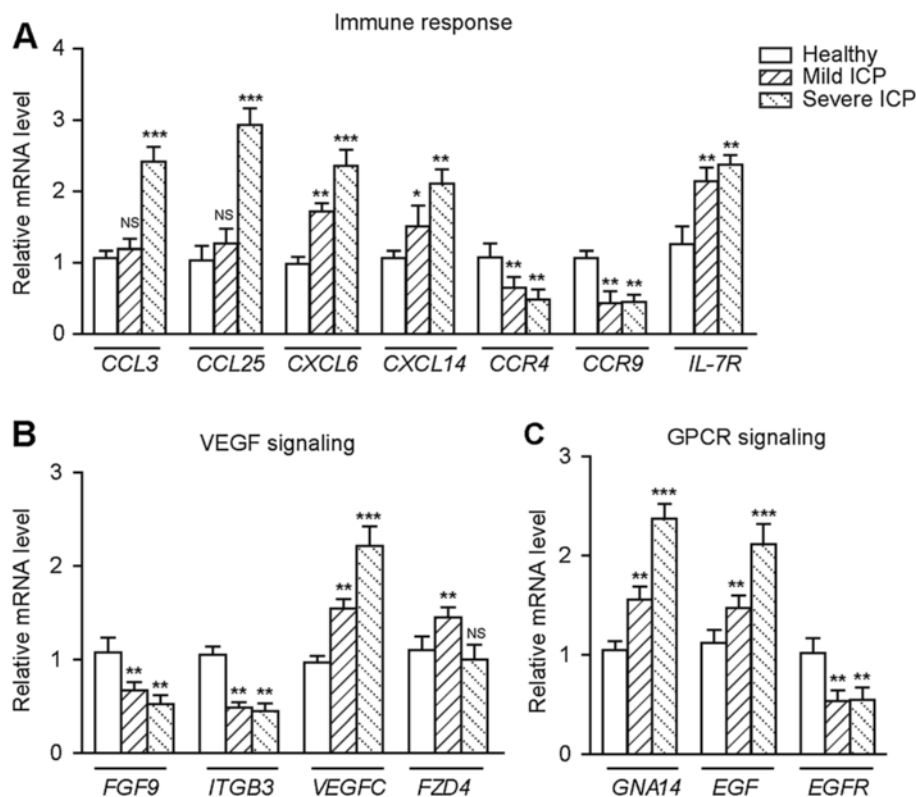 A
Immune response
Healthy
Mild ICP
Severe ICP
Relative mRNA level
4
3
2
1
0
NS
***
NS
***
**
***
*
**
**
**
**
**
**
**
CCL3
CCL25
CXCL6
CXCL14
CCR4
CCR9
IL-7R
B
VEGF signaling
Relative mRNA level
3
2
1
0
**
**
**
**
**
***
**
NS
FGF9
ITGB3
VEGFC
FZD4
C
GPCR signaling
Relative mRNA level
3
2
1
0
**
***
**
***
**
**
GNA14
EGF
EGFR